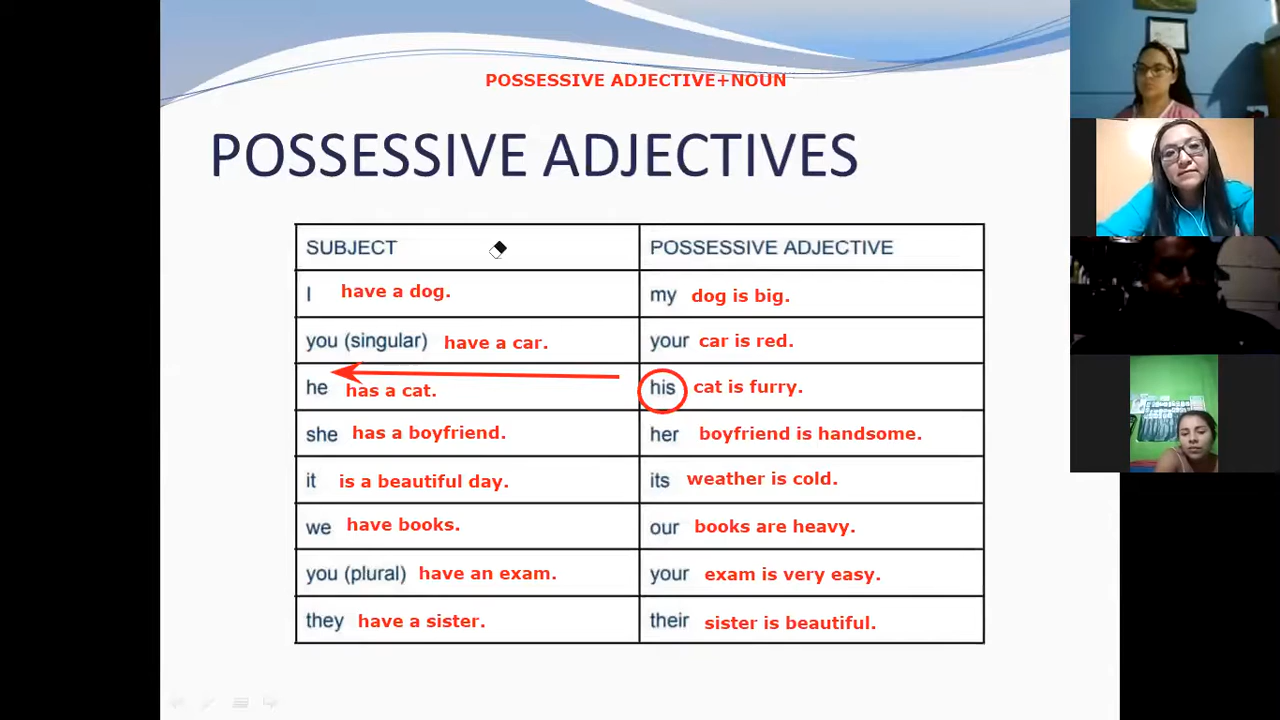 POSSESSIVE ADJECTIVE+NOUN
POSSESSIVE ADJECTIVES
SUBJECT POSSESSIVE ADJECTIVE
I have a dog. my dog is big.
you (singular) have a car. your car is red.
he has a cat. his cat is furry.
she has a boyfriend. her boyfriend is handsome.
it is a beautiful day. its weather is cold.
we have books. our books are heavy.
you (plural) have an exam. your exam is very easy.
they have a sister. their sister is beautiful.